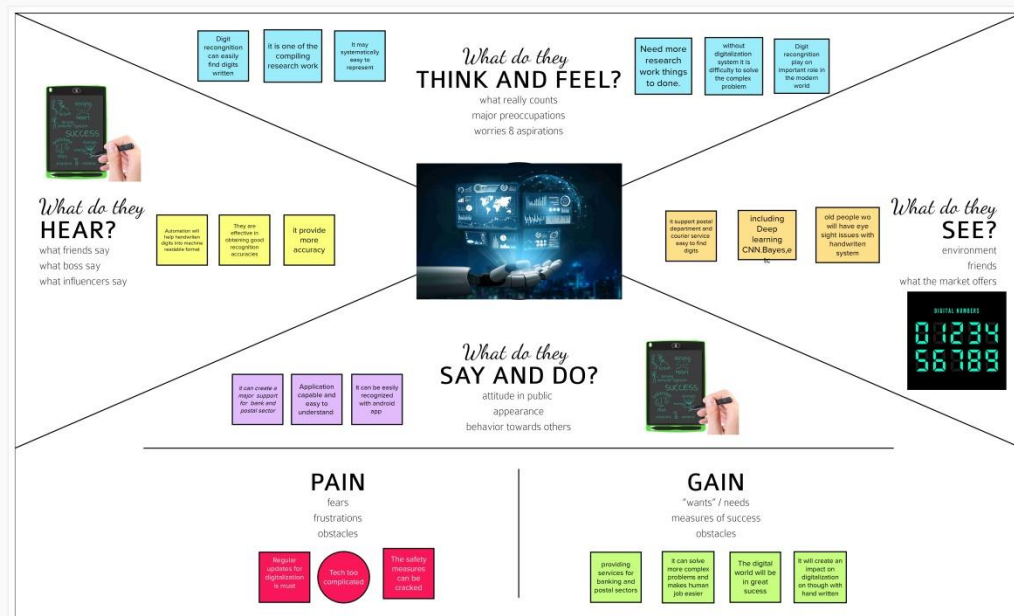 What do they
THINK AND FEEL?
what really counts
major preoccupations
worries & aspirations
Digit
recongnition
can easily
find digits
written
it is one of the
compiling
research work
It may
systematically
easy to
represent
Need more
research
work things
to done.
without
digitalization
system it is
difficulty to solve
the complex
problem
Digit
recognition
play on
important role in
the modern
world
What do they
HEAR?
what friends say
what boss say
what influencers say
Automation will
help handwriten
digits into machine
readable format
They are
effective in
obtaining good
recognition
accuracies
it provide
more
accuracy
SUCCESS
it support postal
department and
courier service
easy to find
digits
including
Deep
learning
CNN.Bayes,e
tc
old people wo
will have eye
sight issues with
handwriten
system
What do they
SEE?
environment
friends
what the market offers
DIGITAL NUMBERS
01234
56789
What do they
SAY AND DO?
attitude in public
appearance
behavior towards others
it can create a
major support
for bank and
postal sector
Application
capable and
easy to
understand
It can be easily
recognized
with android
app
SUCCESS
PAIN
fears
frustrations
obstacles
Regular
updates for
digitalization
is must
Tech too
complicated
The safety
measures
can be
cracked
GAIN
"wants" / needs
measures of success
obstacles
providing
services for
banking and
postal sectors
it can solve
more complex
problems and
makes human
job easier
The digital
world will be
in great
sucess
It will create an
impact on
digitalization
on though with
hand written